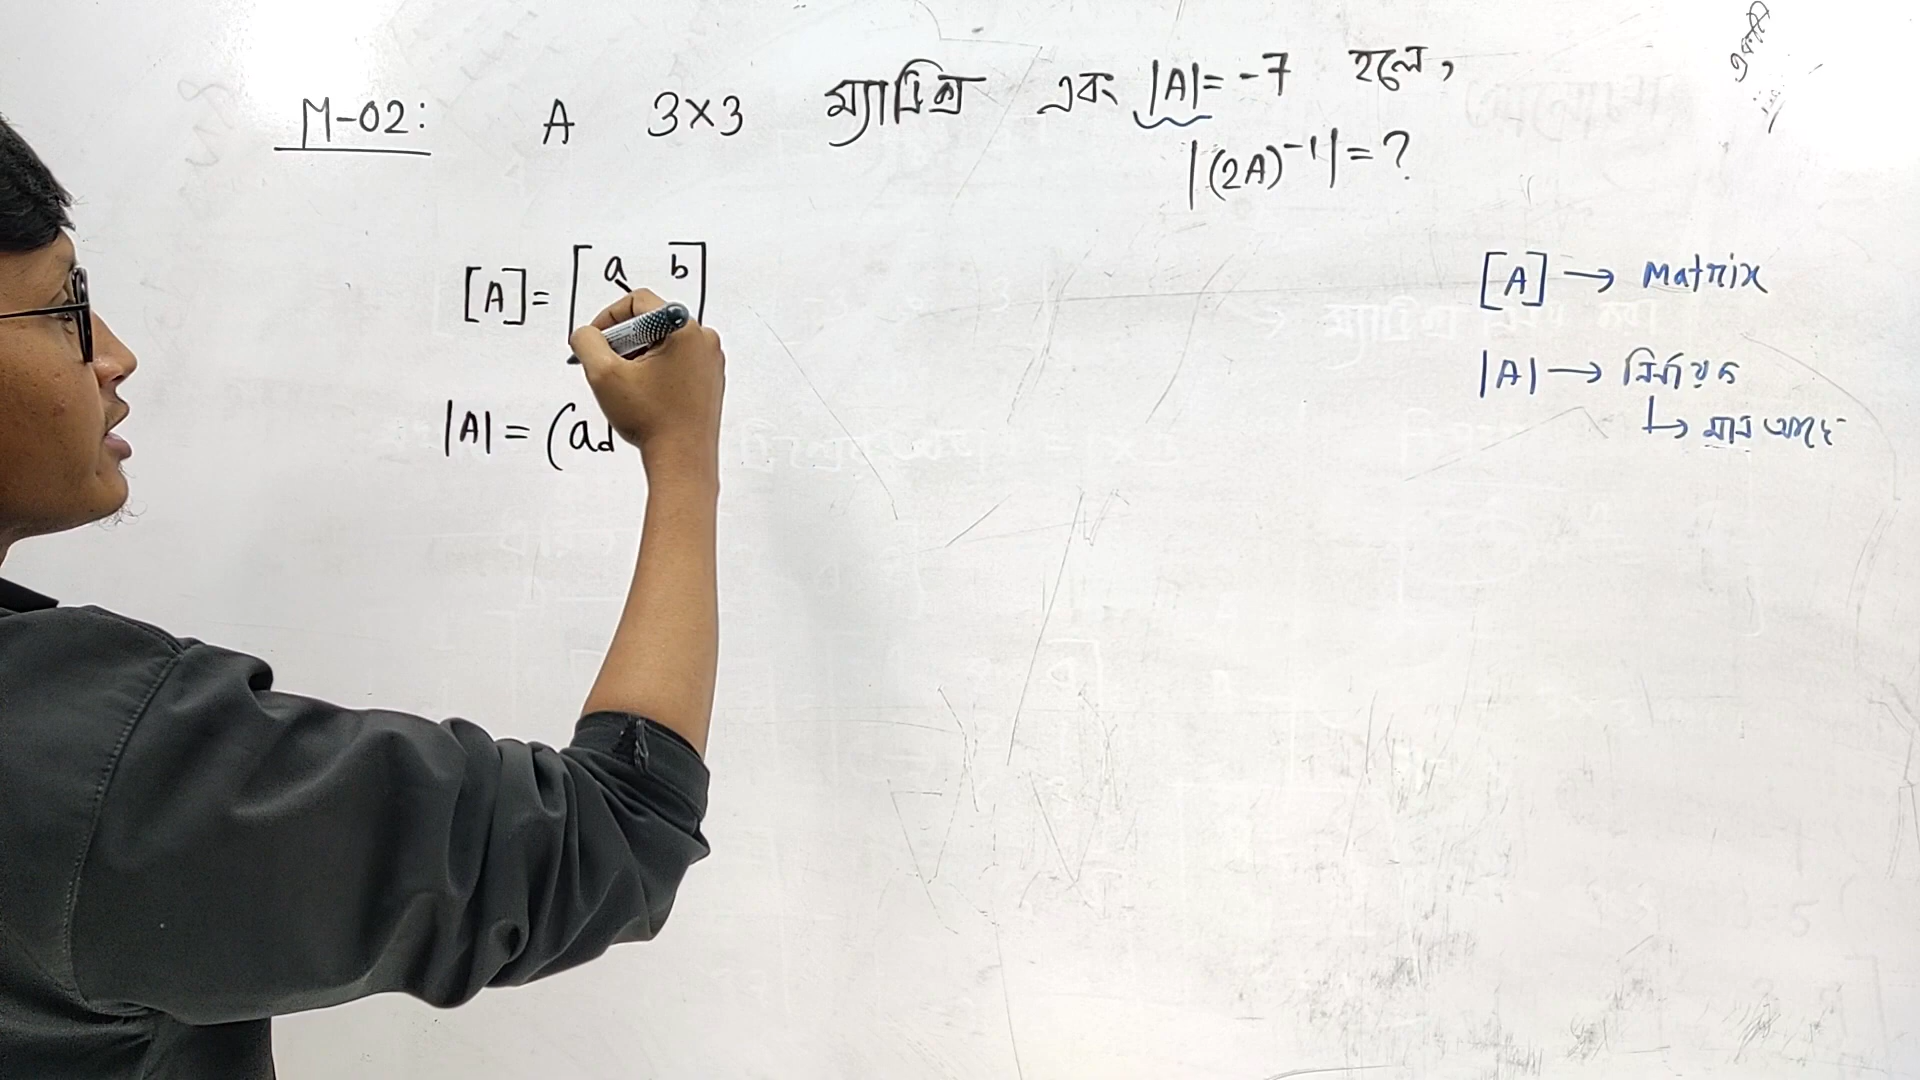 M-02: A 3×3 ম্যাট্রিক্স এবং |A| = -7 হলে,
|(2A)⁻¹| = ?
[A] = [a b]
|A| = (ad
[A] → Matrix
|A| → নির্ণায়ক
↳ মান আছে